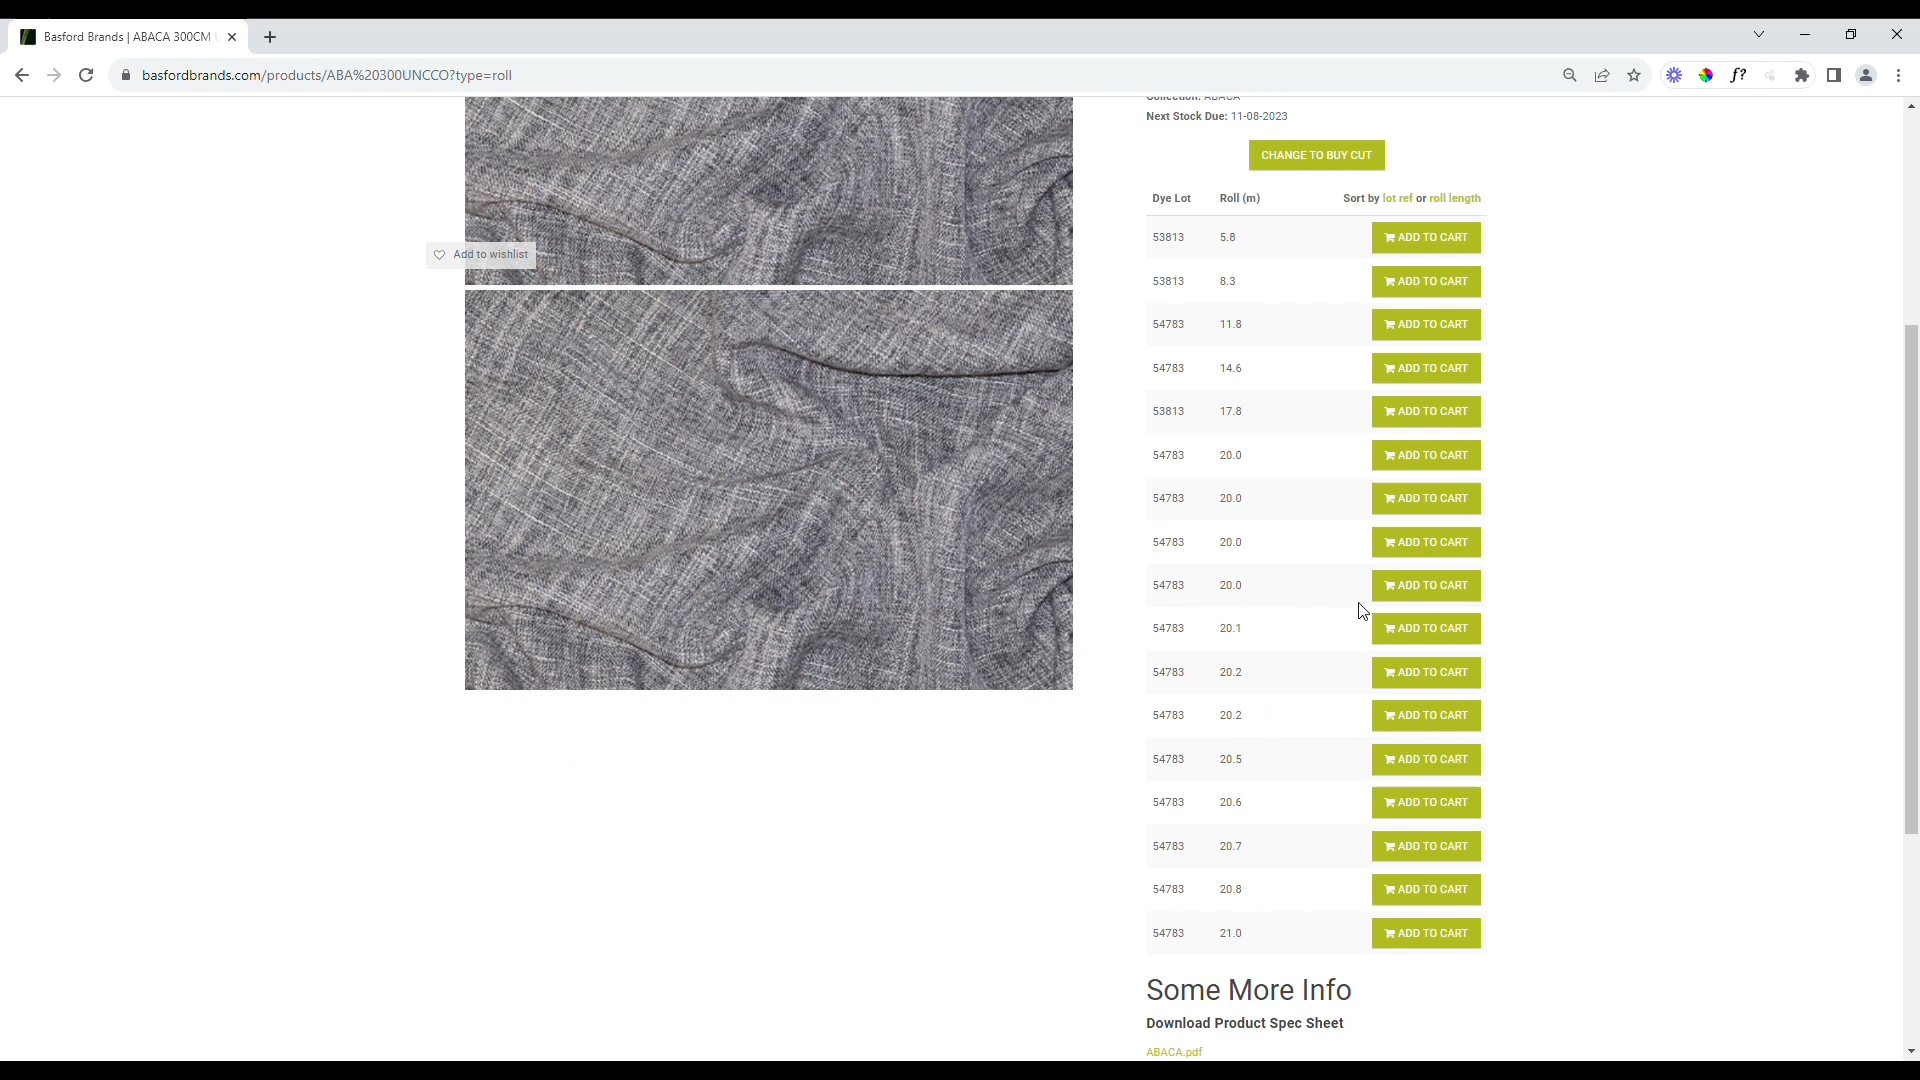 Basford Brands | ABACA 300CM
basfordbrands.com/products/ABA%20300UNCCO?type=roll
f?
Collection: ABACA
Next Stock Due: 11-08-2023
CHANGE TO BUY CUT
Dye Lot Roll (m) Sort by lot ref or roll length
53813 5.8 ADD TO CART
Add to wishlist
53813 8.3 ADD TO CART
54783 11.8 ADD TO CART
54783 14.6 ADD TO CART
53813 17.8 ADD TO CART
54783 20.0 ADD TO CART
54783 20.0 ADD TO CART
54783 20.0 ADD TO CART
54783 20.0 ADD TO CART
54783 20.1 ADD TO CART
54783 20.2 ADD TO CART
54783 20.2 ADD TO CART
54783 20.5 ADD TO CART
54783 20.6 ADD TO CART
54783 20.7 ADD TO CART
54783 20.8 ADD TO CART
54783 21.0 ADD TO CART
Some More Info
Download Product Spec Sheet
ABACA.pdf